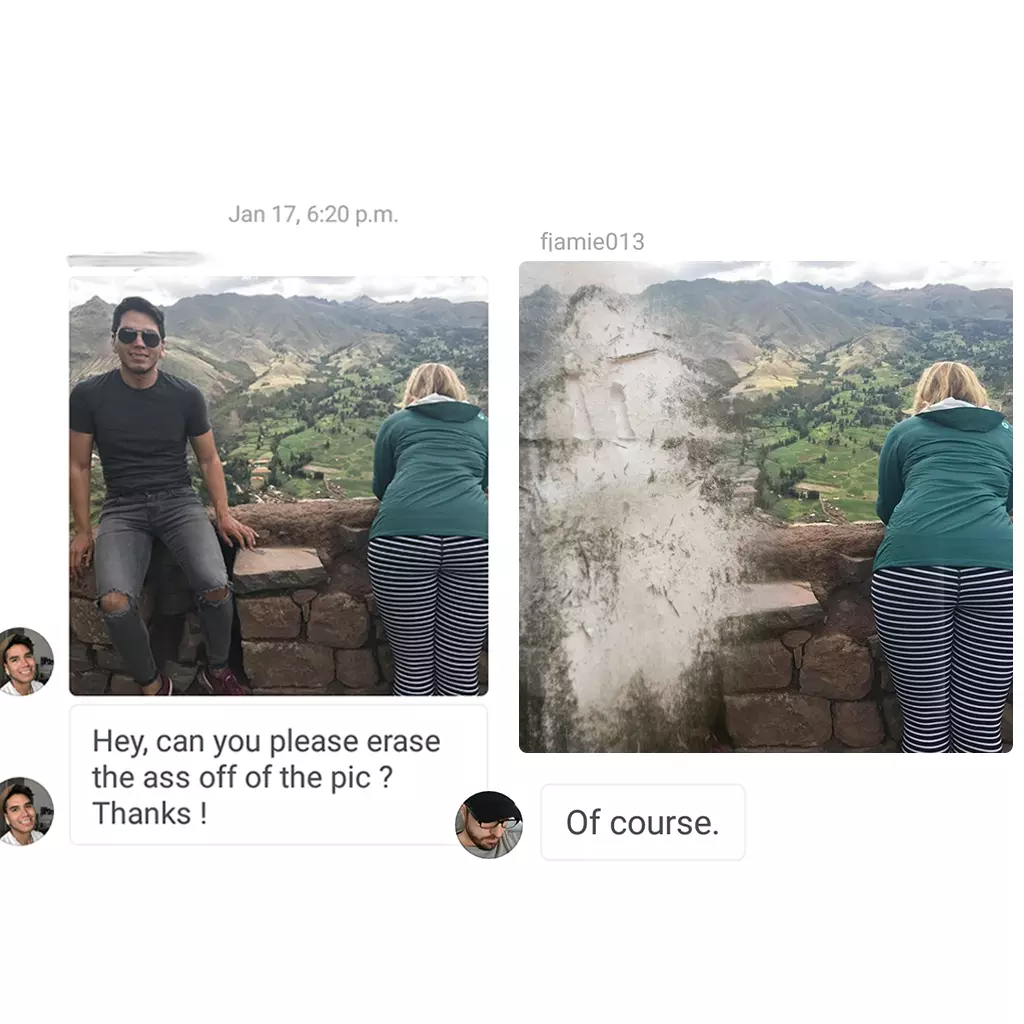 Jan 17, 6:20 p.m.
Hey, can you please erase
the ass off of the pic ?
Thanks !
fjamie013
Of course.